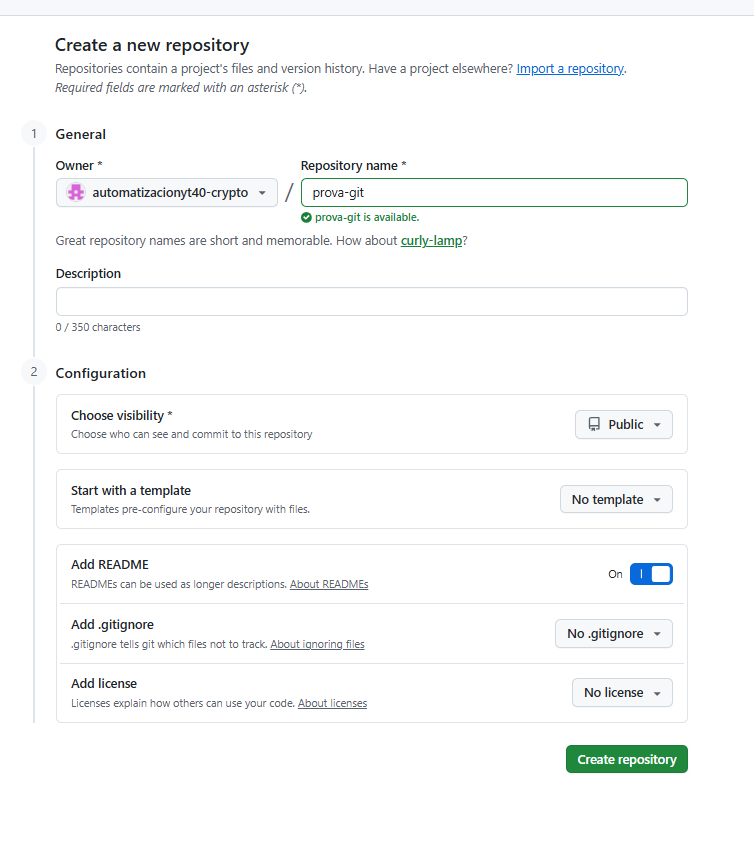 Create a new repository
Repositories contain a project's files and version history. Have a project elsewhere? Import a repository.
Required fields are marked with an asterisk (*).
1 General
Owner * Repository name *
automatizacionyt40-crypto / prova-git
prova-git is available.
Great repository names are short and memorable. How about curly-lamp?
Description
0 / 350 characters
2 Configuration
Choose visibility *
Choose who can see and commit to this repository
Public
Start with a template
Templates pre-configure your repository with files.
No template
Add README
READMEs can be used as longer descriptions. About READMEs
On
Add .gitignore
.gitignore tells git which files not to track. About ignoring files
No .gitignore
Add license
Licenses explain how others can use your code. About licenses
No license
Create repository